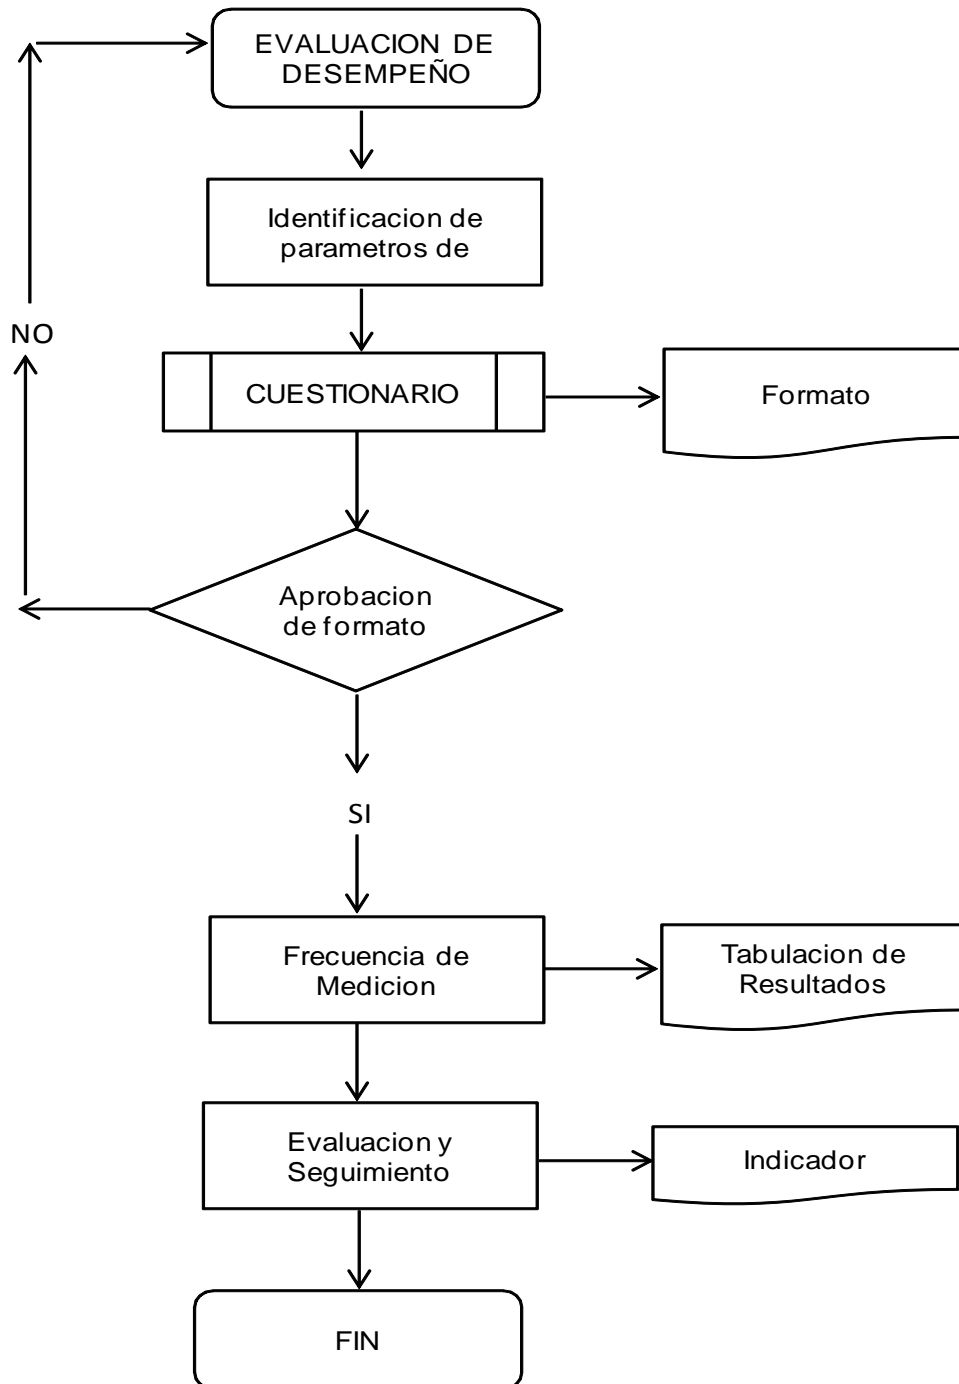 EVALUACION DE
DESEMPEÑO
Identificacion de
parametros de
NO
CUESTIONARIO
Formato
Aprobacion
de formato
SI
Frecuencia de
Medicion
Tabulacion de
Resultados
Evaluacion y
Seguimiento
Indicador
FIN